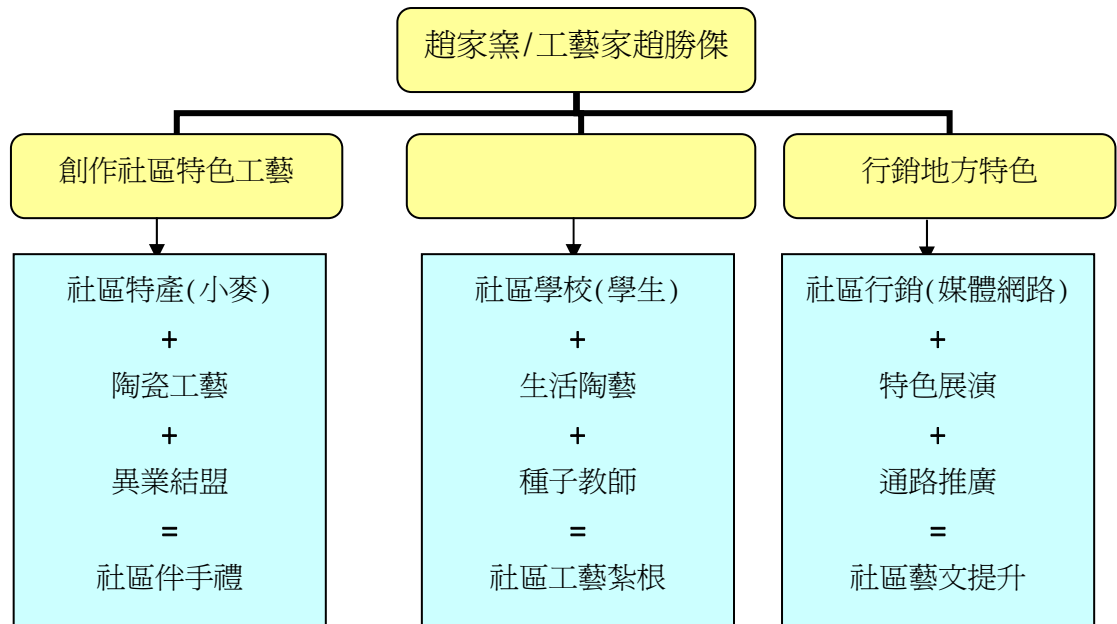 趙家窯/工藝家趙勝傑
創作社區特色工藝
行銷地方特色
社區特產(小麥)
+
陶瓷工藝
+
異業結盟
=
社區伴手禮
社區學校(學生)
+
生活陶藝
+
種子教師
=
社區工藝紮根
社區行銷(媒體網路)
+
特色展演
+
通路推廣
=
社區藝文提升